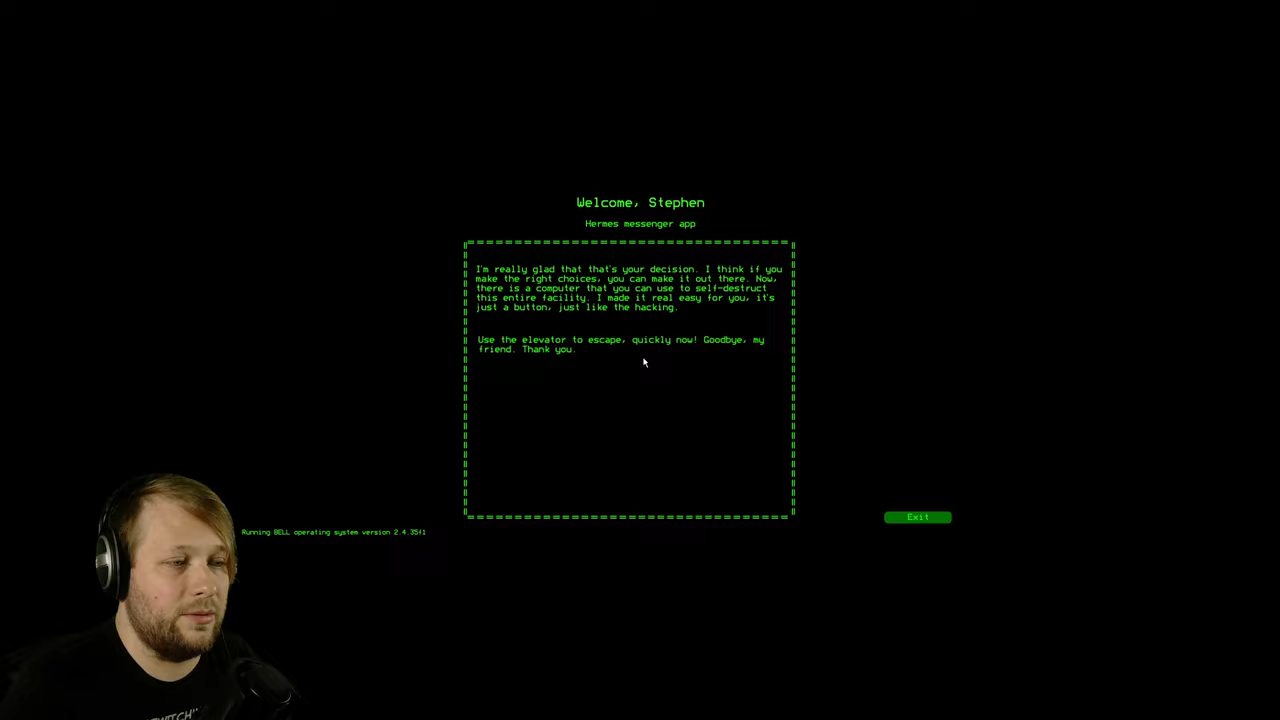 Welcome, Stephen
Hermes messenger app
I'm really glad that that's your decision. I think if you
make the right choices, you can make it out there. Now,
there is a computer that you can use to self-destruct
this entire facility. I made it real easy for you, it's
just a button, just like the hacking.
Use the elevator to escape, quickly now! Goodbye, my
friend. Thank you.
Exit
Running BELL operating system version 2.4.35f1